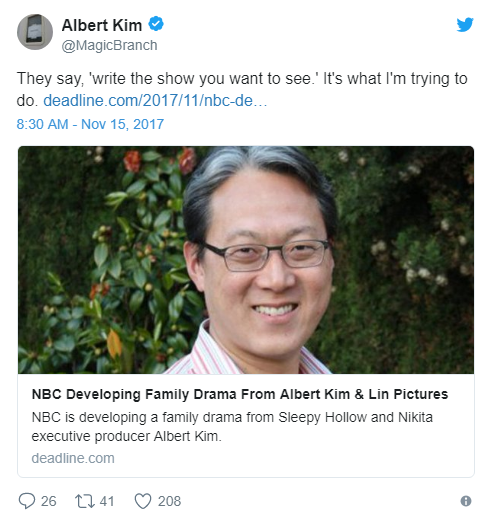 Albert Kim
@MagicBranch
They say, 'write the show you want to see.' It's what I'm trying to
do. deadline.com/2017/11/nbc-de…
8:30 AM - Nov 15, 2017
NBC Developing Family Drama From Albert Kim & Lin Pictures
NBC is developing a family drama from Sleepy Hollow and Nikita
executive producer Albert Kim.
deadline.com
26 41 208